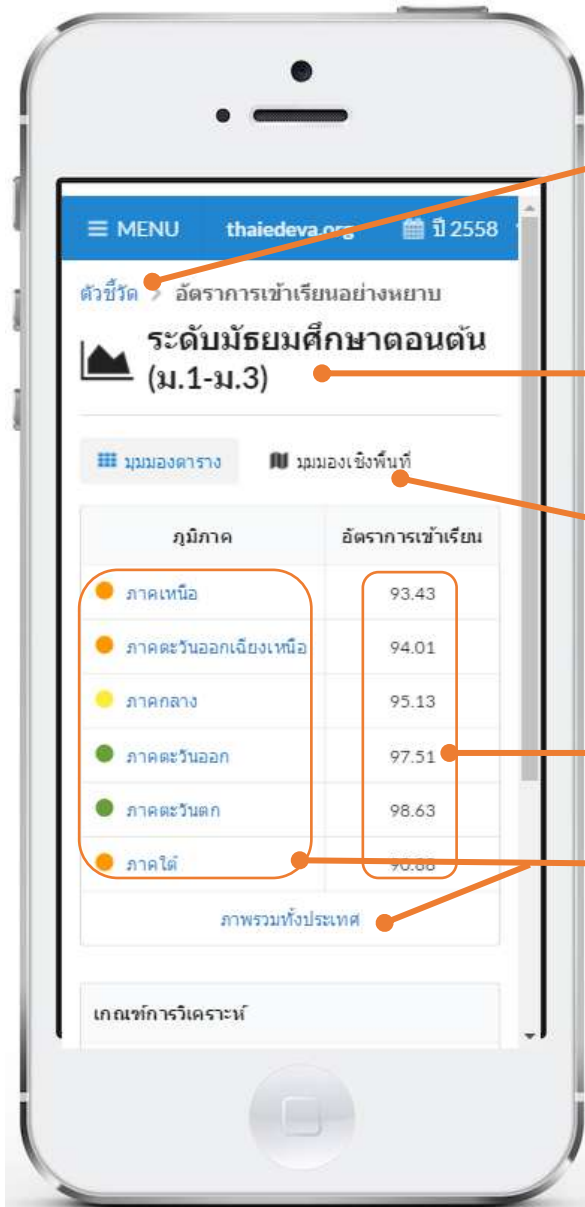 MENU thaiedeva.org ปี 2558
ตัวชี้วัด > อัตราการเข้าเรียนอย่างหยาบ
ระดับมัธยมศึกษาตอนต้น
(ม.1-ม.3)
มุมมองตาราง มุมมองเชิงพื้นที่
ภูมิภาค อัตราการเข้าเรียน
ภาคเหนือ 93.43
ภาคตะวันออกเฉียงเหนือ 94.01
ภาคกลาง 95.13
ภาคตะวันออก 97.51
ภาคตะวันตก 98.63
ภาคใต้ 90.88
ภาพรวมทั้งประเทศ
เกณฑ์การวิเคราะห์